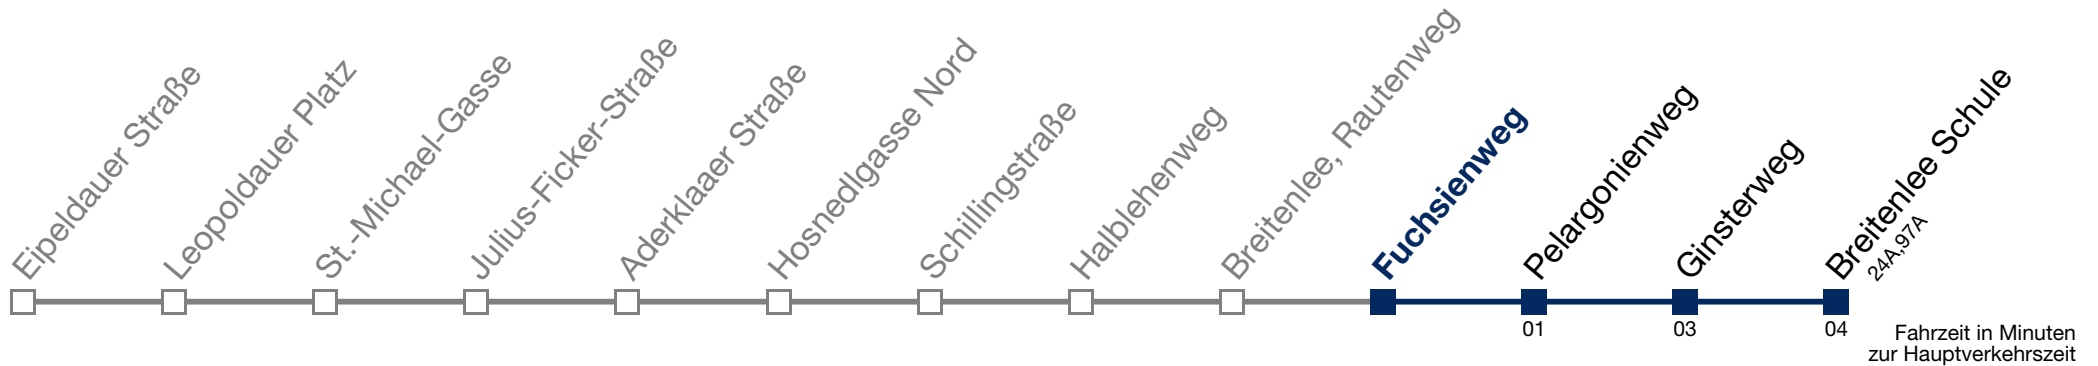 Eipeldauer Straße
Leopoldauer Platz
St.-Michael-Gasse
Julius-Ficker-Straße
Aderklaaer Straße
Hosnedlgasse Nord
Schillingstraße
Halblehenweg
Breitenlee, Rautenweg
Fuchsienweg
Pelargonienweg
Ginsterweg
Breitenlee Schule
24A,97A
01
03
04
Fahrzeit in Minuten
zur Hauptverkehrszeit